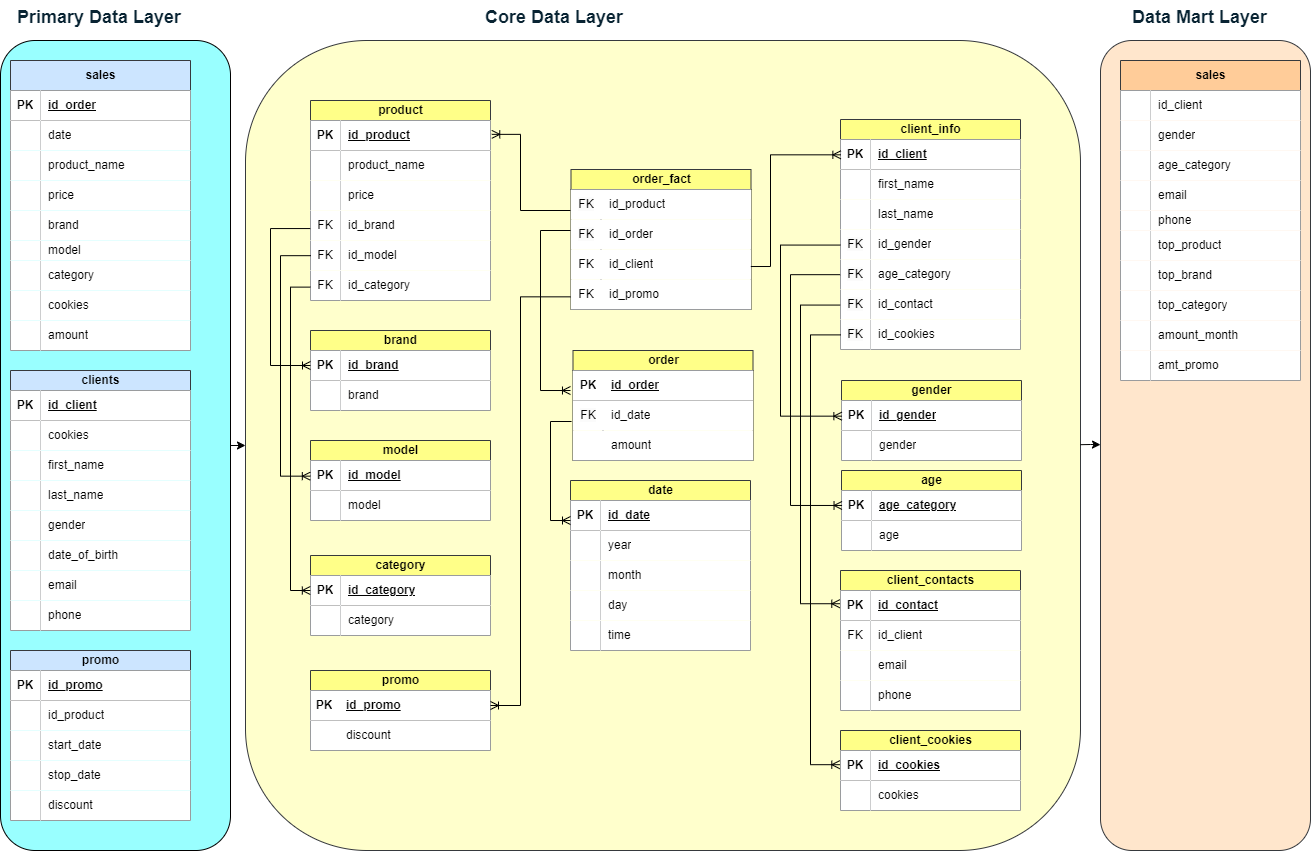 Primary Data Layer
sales
PK id_order
date
product_name
price
brand
model
category
cookies
amount
clients
PK id_client
cookies
first_name
last_name
gender
date_of_birth
email
phone
promo
PK id_promo
id_product
start_date
stop_date
discount
Core Data Layer
product
PK id_product
product_name
price
FK id_brand
FK id_model
FK id_category
brand
PK id_brand
brand
model
PK id_model
model
category
PK id_category
category
promo
PK id_promo
discount
order_fact
FK id_product
FK id_order
FK id_client
FK id_promo
order
PK id_order
FK id_date
amount
date
PK id_date
year
month
day
time
client_info
PK id_client
first_name
last_name
FK id_gender
FK age_category
FK id_contact
FK id_cookies
gender
PK id_gender
gender
age
PK age_category
age
client_contacts
PK id_contact
FK id_client
email
phone
client_cookies
PK id_cookies
cookies
Data Mart Layer
sales
id_client
gender
age_category
email
phone
top_product
top_brand
top_category
amount_month
amt_promo